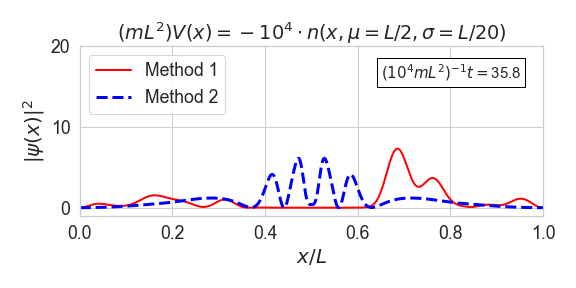 (mL²)V(x) = −10⁴ · n(x, μ = L/2, σ = L/20)
20
10
0
|ψ(x)|²
Method 1
Method 2
(10⁴mL²)⁻¹t = 35.8
0.0 0.2 0.4 0.6 0.8 1.0
x/L